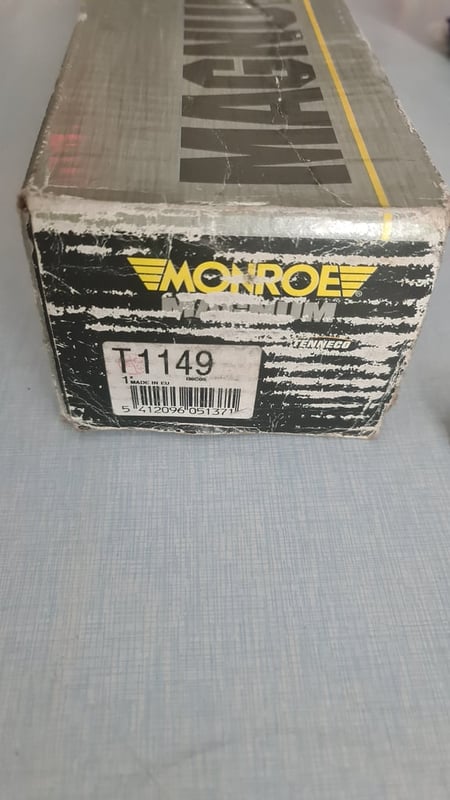 MAGNUM
MONROE®
MAGNUM
TENNECO
T1149
1 MADE IN EU
5 412096 051371